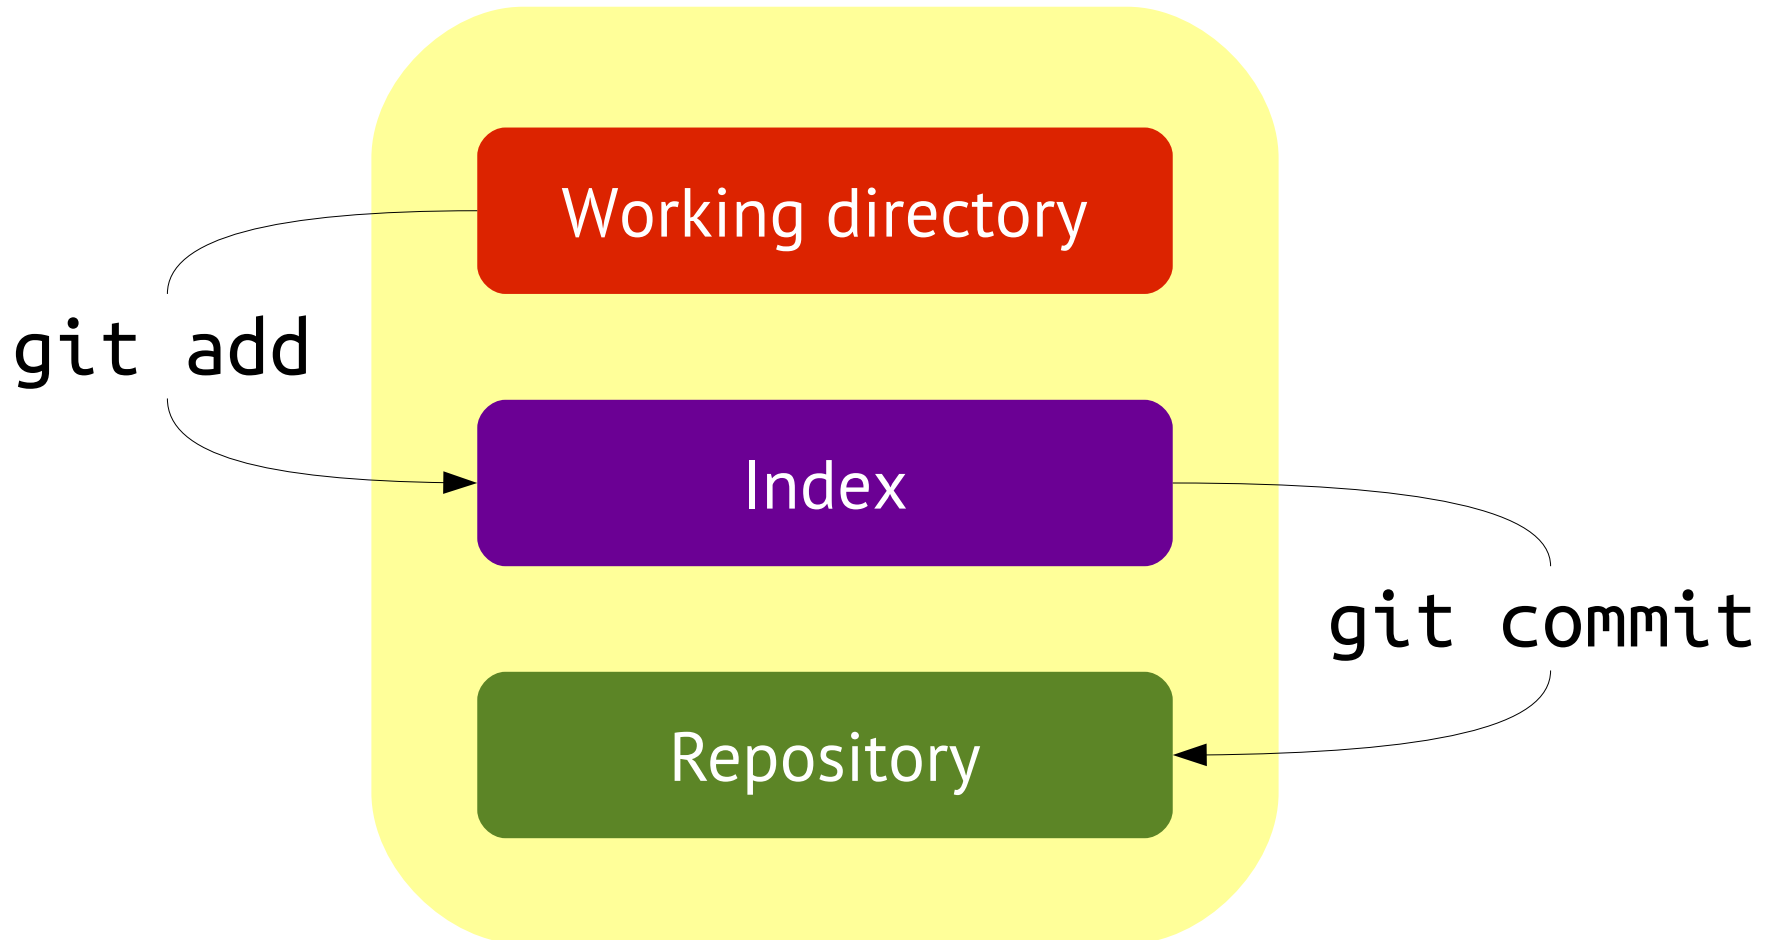 Working directory
git add
Index
git commit
Repository